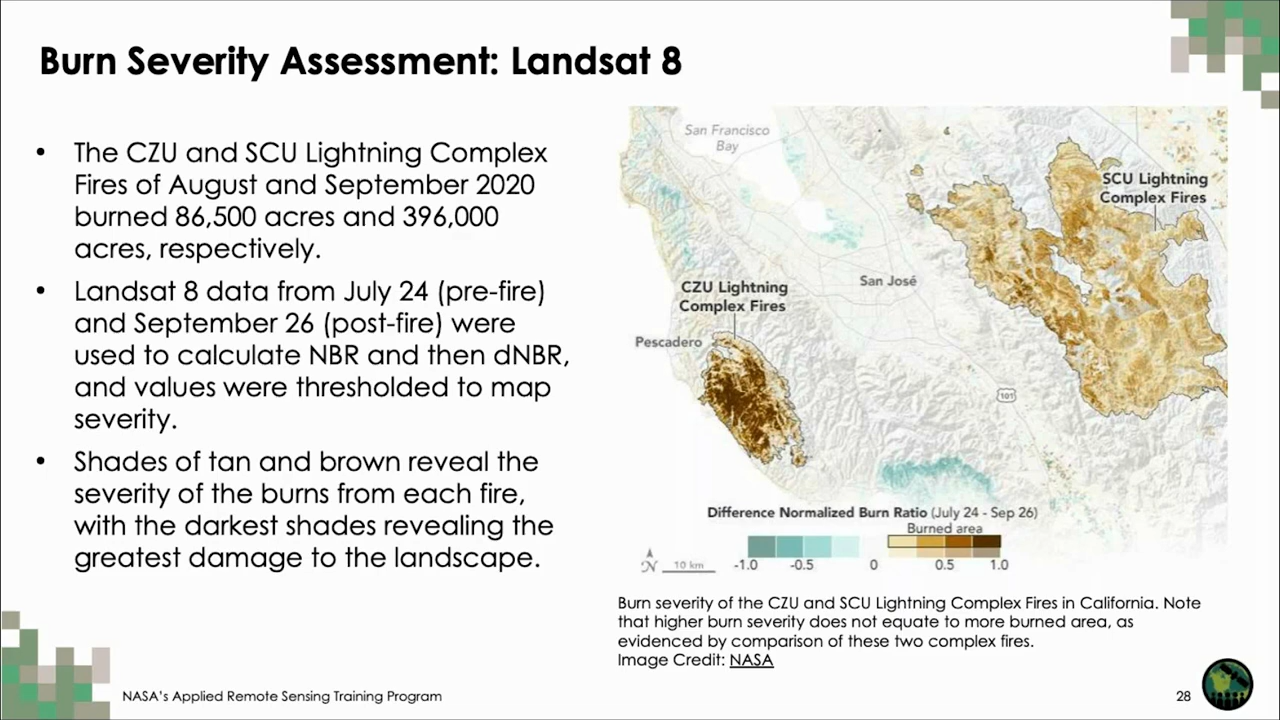 Burn Severity Assessment: Landsat 8
• The CZU and SCU Lightning Complex
Fires of August and September 2020
burned 86,500 acres and 396,000
acres, respectively.
• Landsat 8 data from July 24 (pre-fire)
and September 26 (post-fire) were
used to calculate NBR and then dNBR,
and values were thresholded to map
severity.
• Shades of tan and brown reveal the
severity of the burns from each fire,
with the darkest shades revealing the
greatest damage to the landscape.
San Francisco
Bay
SCU Lightning
Complex Fires
San José
CZU Lightning
Complex Fires
Pescadero
101
Difference Normalized Burn Ratio (July 24 - Sep 26)
Burned area
N
10 km
-1.0 -0.5 0 0.5 1.0
Burn severity of the CZU and SCU Lightning Complex Fires in California. Note
that higher burn severity does not equate to more burned area, as
evidenced by comparison of these two complex fires.
Image Credit: NASA
NASA's Applied Remote Sensing Training Program
28